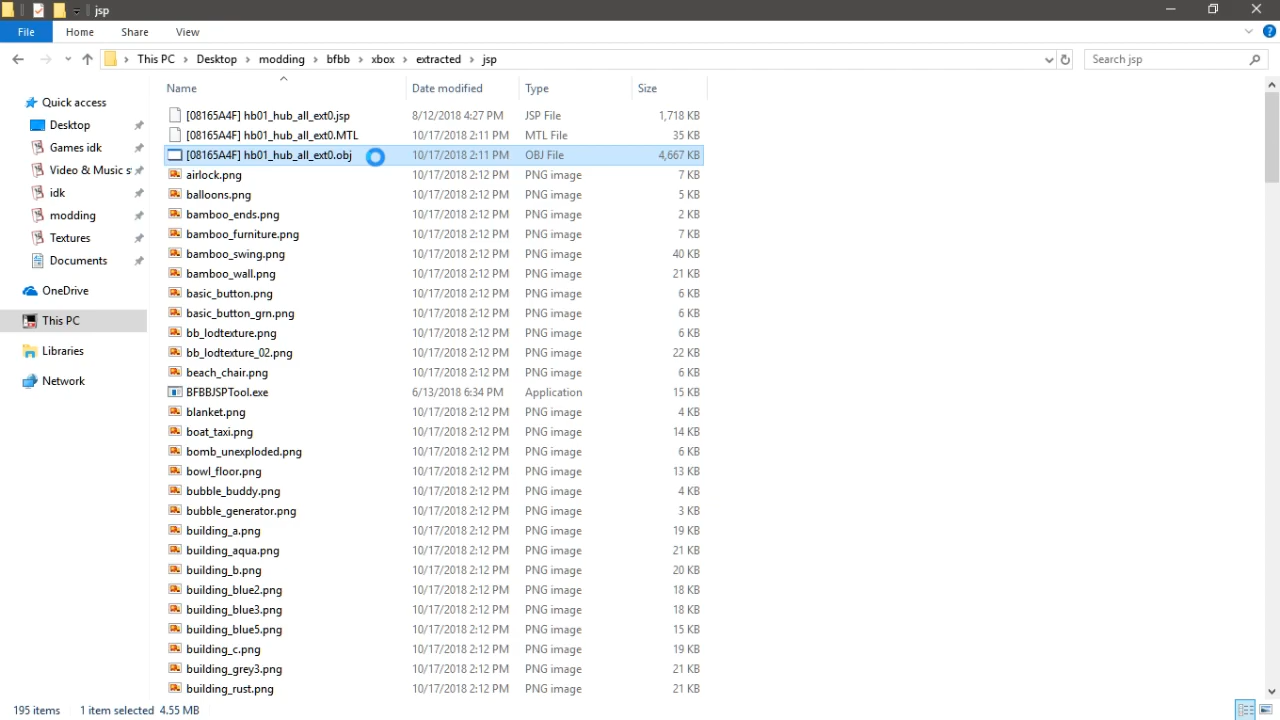 jsp
File Home Share View
This PC Desktop modding bfbb xbox extracted jsp Search jsp
Name Date modified Type Size
Quick access
Desktop
Games idk
Video & Music s
idk
modding
Textures
Documents
OneDrive
This PC
Libraries
Network
[08165A4F] hb01_hub_all_ext0.jsp 8/12/2018 4:27 PM JSP File 1,718 KB
[08165A4F] hb01_hub_all_ext0.MTL 10/17/2018 2:11 PM MTL File 35 KB
[08165A4F] hb01_hub_all_ext0.obj 10/17/2018 2:11 PM OBJ File 4,667 KB
airlock.png 10/17/2018 2:12 PM PNG image 7 KB
balloons.png 10/17/2018 2:12 PM PNG image 5 KB
bamboo_ends.png 10/17/2018 2:12 PM PNG image 2 KB
bamboo_furniture.png 10/17/2018 2:12 PM PNG image 7 KB
bamboo_swing.png 10/17/2018 2:12 PM PNG image 40 KB
bamboo_wall.png 10/17/2018 2:12 PM PNG image 21 KB
basic_button.png 10/17/2018 2:12 PM PNG image 6 KB
basic_button_grn.png 10/17/2018 2:12 PM PNG image 6 KB
bb_lodtexture.png 10/17/2018 2:12 PM PNG image 6 KB
bb_lodtexture_02.png 10/17/2018 2:12 PM PNG image 22 KB
beach_chair.png 10/17/2018 2:12 PM PNG image 6 KB
BFBBJSPTool.exe 6/13/2018 6:34 PM Application 15 KB
blanket.png 10/17/2018 2:12 PM PNG image 4 KB
boat_taxi.png 10/17/2018 2:12 PM PNG image 14 KB
bomb_unexploded.png 10/17/2018 2:12 PM PNG image 6 KB
bowl_floor.png 10/17/2018 2:12 PM PNG image 13 KB
bubble_buddy.png 10/17/2018 2:12 PM PNG image 4 KB
bubble_generator.png 10/17/2018 2:12 PM PNG image 3 KB
building_a.png 10/17/2018 2:12 PM PNG image 19 KB
building_aqua.png 10/17/2018 2:12 PM PNG image 21 KB
building_b.png 10/17/2018 2:12 PM PNG image 20 KB
building_blue2.png 10/17/2018 2:12 PM PNG image 18 KB
building_blue3.png 10/17/2018 2:12 PM PNG image 18 KB
building_blue5.png 10/17/2018 2:12 PM PNG image 15 KB
building_c.png 10/17/2018 2:12 PM PNG image 19 KB
building_grey3.png 10/17/2018 2:12 PM PNG image 21 KB
building_rust.png 10/17/2018 2:12 PM PNG image 21 KB
195 items 1 item selected 4.55 MB